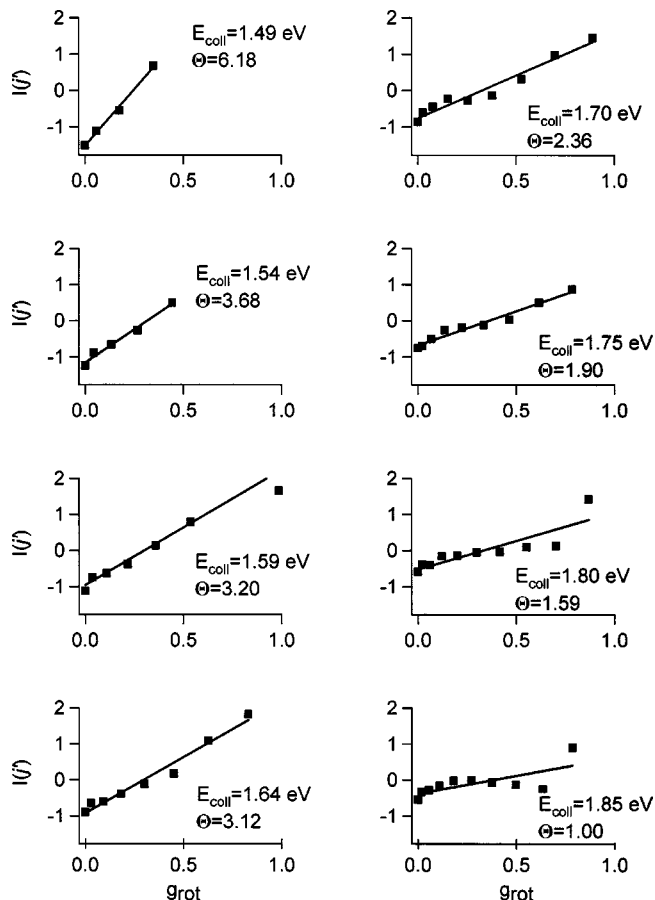 2
1
0
-1
I(j')
E_coll=1.49 eV
Θ=6.18
0.0
0.5
1.0
2
1
0
-1
E_coll=1.70 eV
Θ=2.36
0.0
0.5
1.0
2
1
0
-1
I(j')
E_coll=1.54 eV
Θ=3.68
0.0
0.5
1.0
2
1
0
-1
E_coll=1.75 eV
Θ=1.90
0.0
0.5
1.0
2
1
0
-1
I(j')
E_coll=1.59 eV
Θ=3.20
0.0
0.5
1.0
2
1
0
-1
E_coll=1.80 eV
Θ=1.59
0.0
0.5
1.0
2
1
0
-1
I(j')
E_coll=1.64 eV
Θ=3.12
0.0
0.5
1.0
g_rot
2
1
0
-1
E_coll=1.85 eV
Θ=1.00
0.0
0.5
1.0
g_rot